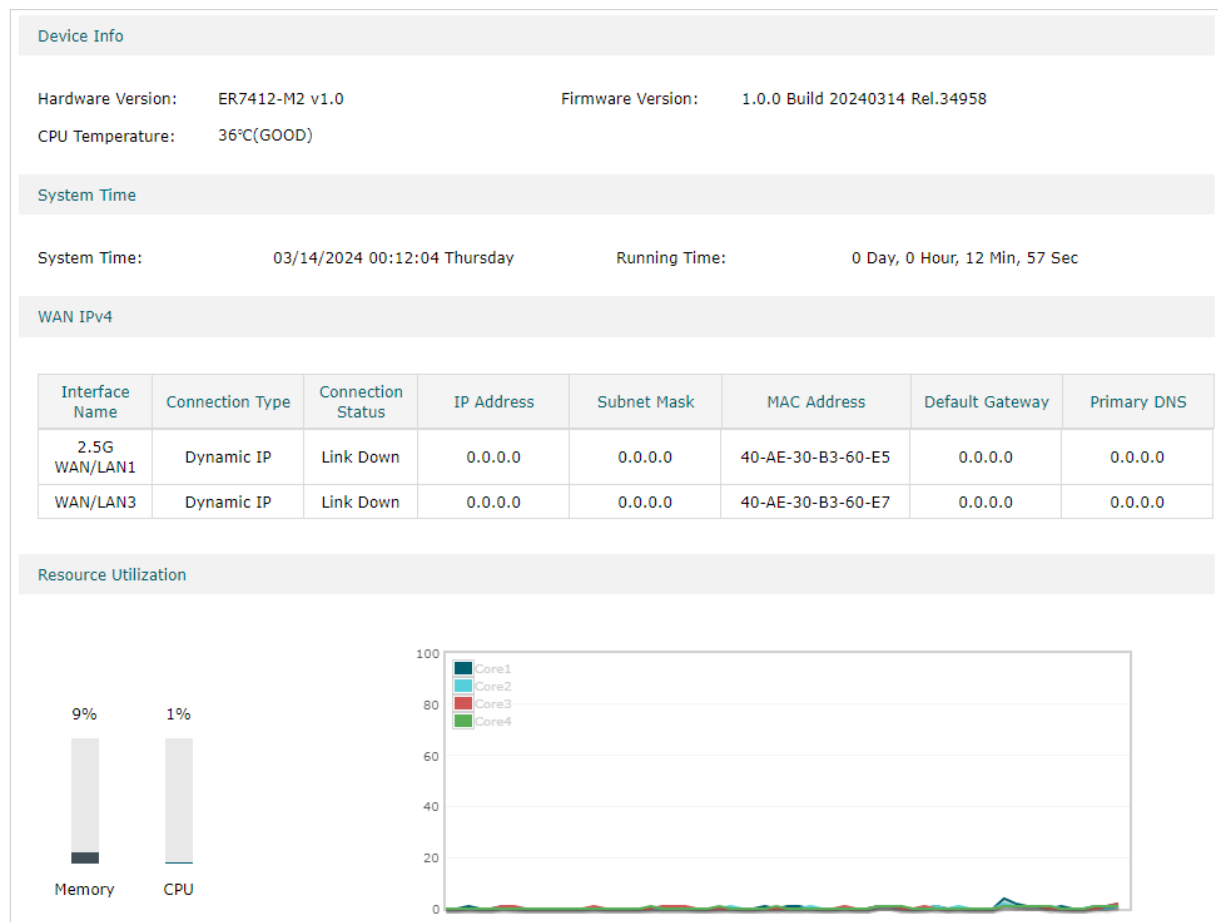 Device Info
Hardware Version: ER7412-M2 v1.0 Firmware Version: 1.0.0 Build 20240314 Rel.34958
CPU Temperature: 36℃(GOOD)
System Time
System Time: 03/14/2024 00:12:04 Thursday Running Time: 0 Day, 0 Hour, 12 Min, 57 Sec
WAN IPv4
Interface Name Connection Type Connection Status IP Address Subnet Mask MAC Address Default Gateway Primary DNS
2.5G WAN/LAN1 Dynamic IP Link Down 0.0.0.0 0.0.0.0 40-AE-30-B3-60-E5 0.0.0.0 0.0.0.0
WAN/LAN3 Dynamic IP Link Down 0.0.0.0 0.0.0.0 40-AE-30-B3-60-E7 0.0.0.0 0.0.0.0
Resource Utilization
9% 1%
Memory CPU
100
80
60
40
20
0
Core1
Core2
Core3
Core4